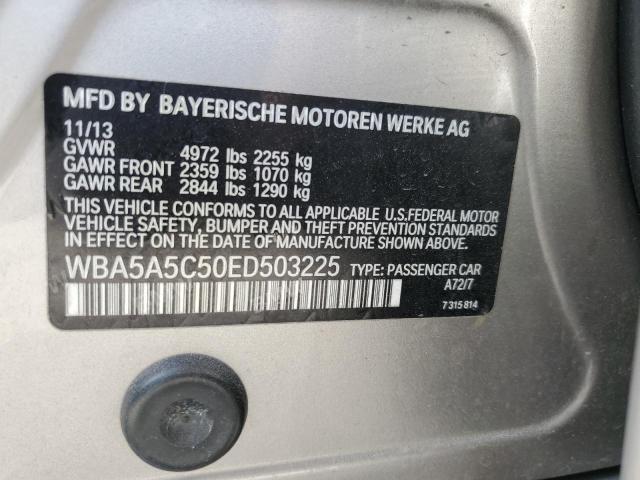 MFD BY BAYERISCHE MOTOREN WERKE AG
11/13
GVWR 4972 lbs 2255 kg
GAWR FRONT 2359 lbs 1070 kg
GAWR REAR 2844 lbs 1290 kg
THIS VEHICLE CONFORMS TO ALL APPLICABLE U.S.FEDERAL MOTOR
VEHICLE SAFETY, BUMPER AND THEFT PREVENTION STANDARDS
IN EFFECT ON THE DATE OF MANUFACTURE SHOWN ABOVE.
WBA5A5C50ED503225 TYPE: PASSENGER CAR
A72/7
7 315 814